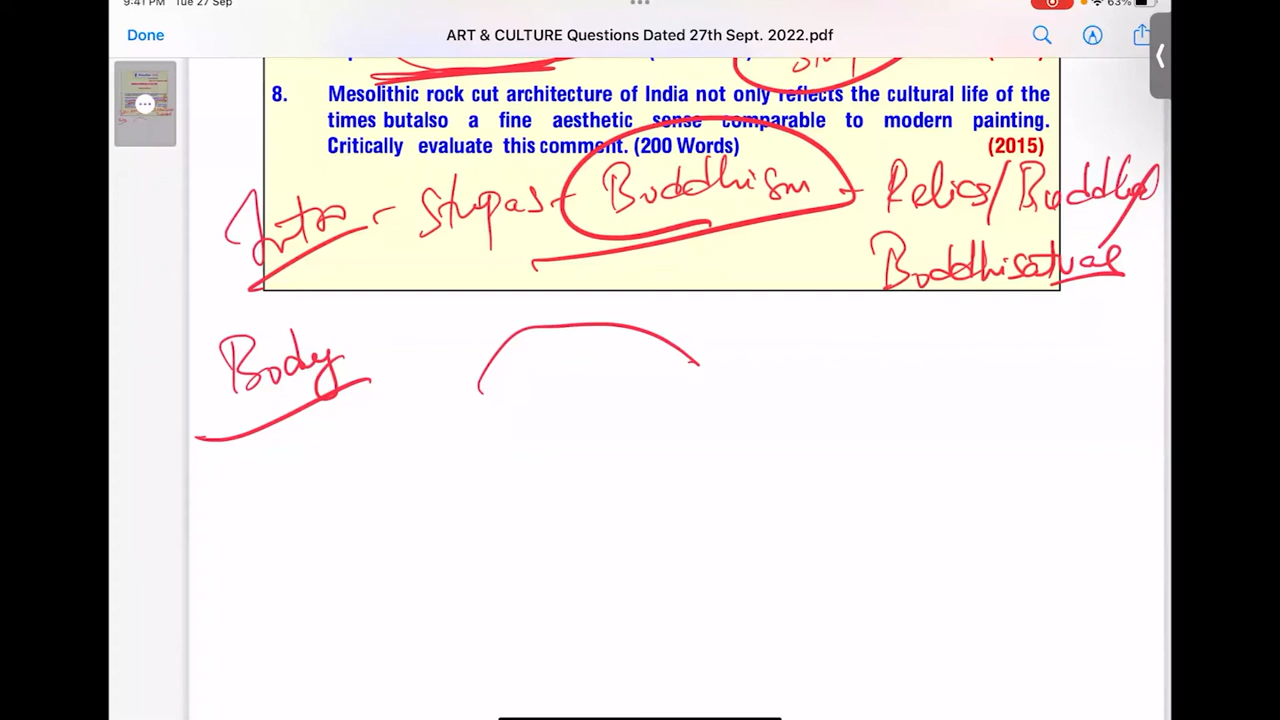 9:41 PM Tue 27 Sep
63%
Done
ART & CULTURE Questions Dated 27th Sept. 2022.pdf
8. Mesolithic rock cut architecture of India not only reflects the cultural life of the
times butalso a fine aesthetic sense comparable to modern painting.
Critically evaluate this comment. (200 Words) (2015)
Intro - Stupas - Buddhism - Relics/Buddha
Boddhisatvas
Body